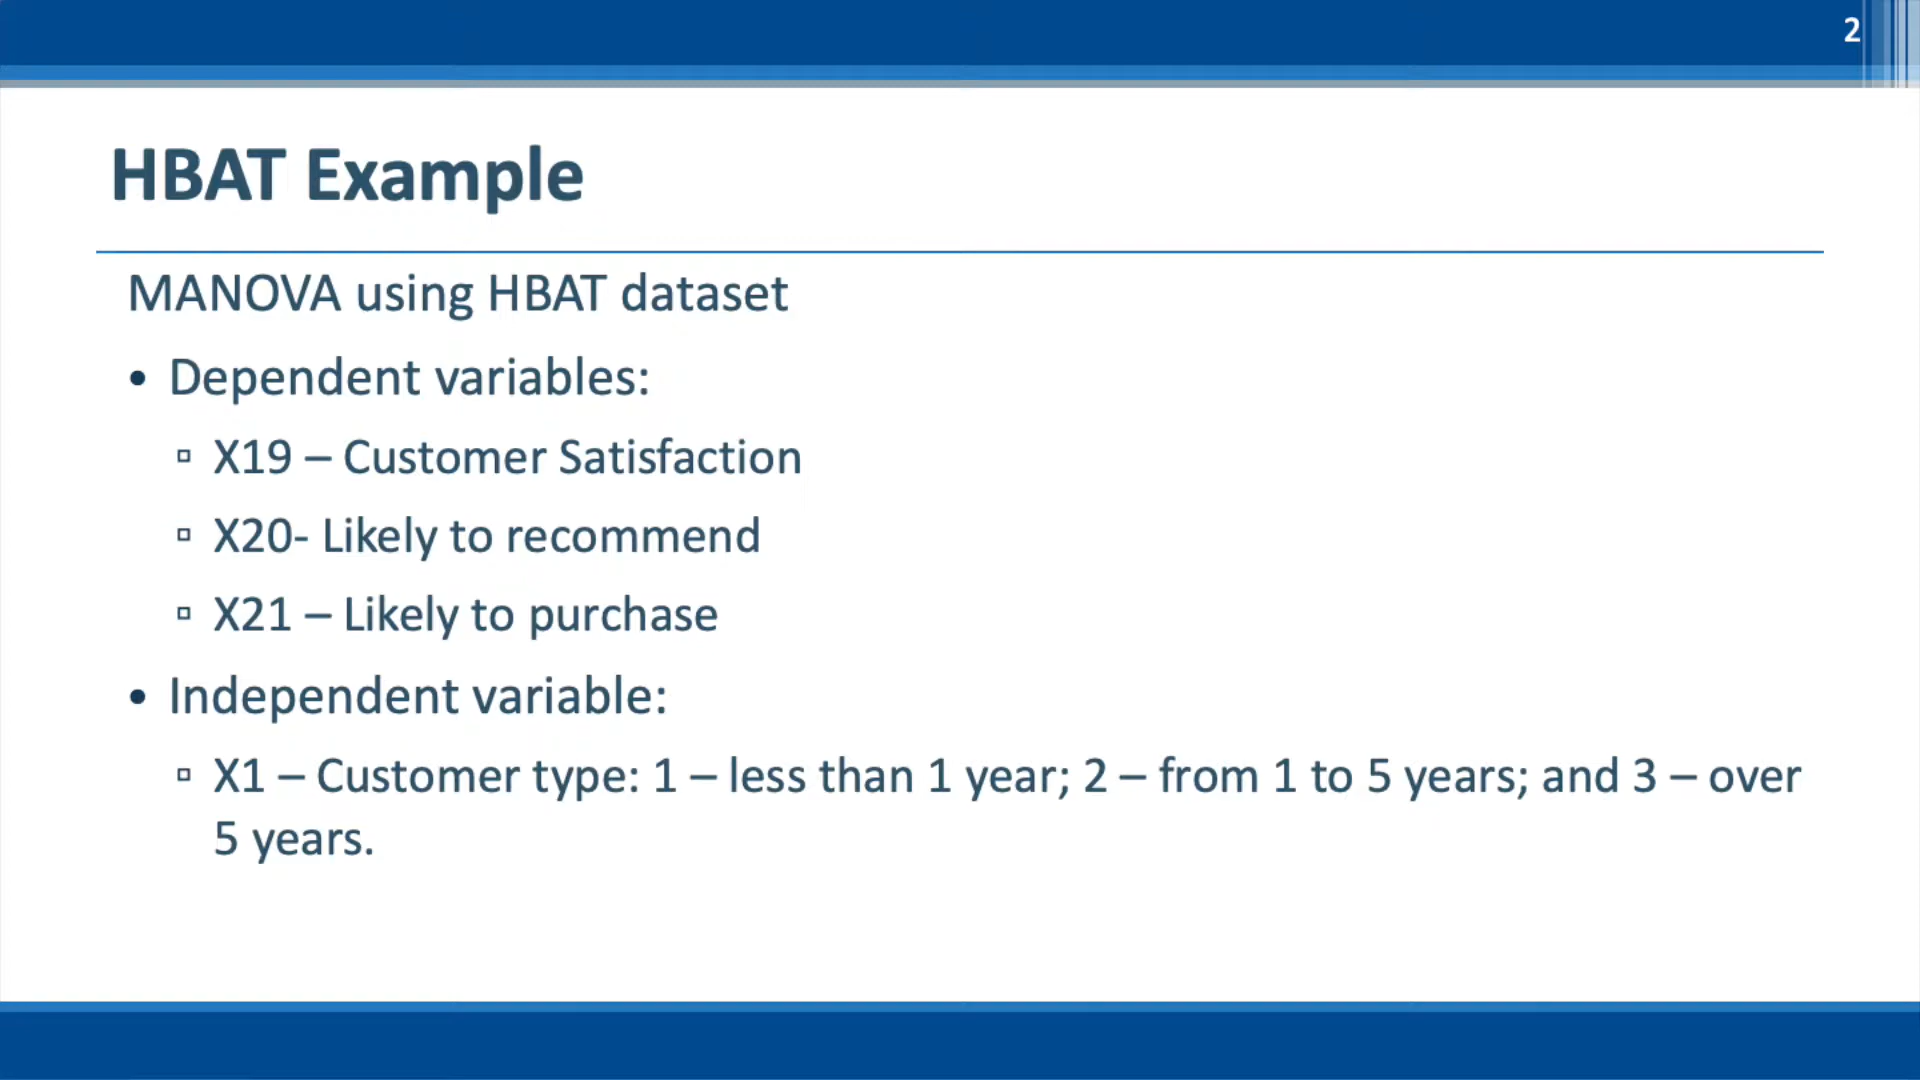 2
HBAT Example
MANOVA using HBAT dataset
• Dependent variables:
▫ X19 – Customer Satisfaction
▫ X20- Likely to recommend
▫ X21 – Likely to purchase
• Independent variable:
▫ X1 – Customer type: 1 – less than 1 year; 2 – from 1 to 5 years; and 3 – over
5 years.